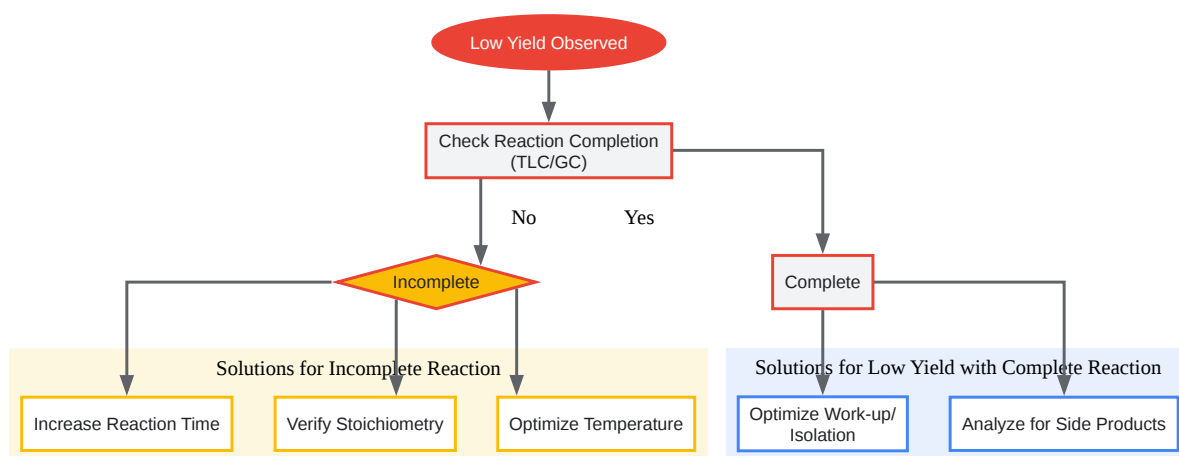 Low Yield Observed
Check Reaction Completion
(TLC/GC)
No
Yes
Incomplete
Complete
Solutions for Incomplete Reaction
Solutions for Low Yield with Complete Reaction
Increase Reaction Time
Verify Stoichiometry
Optimize Temperature
Optimize Work-up/
Isolation
Analyze for Side Products